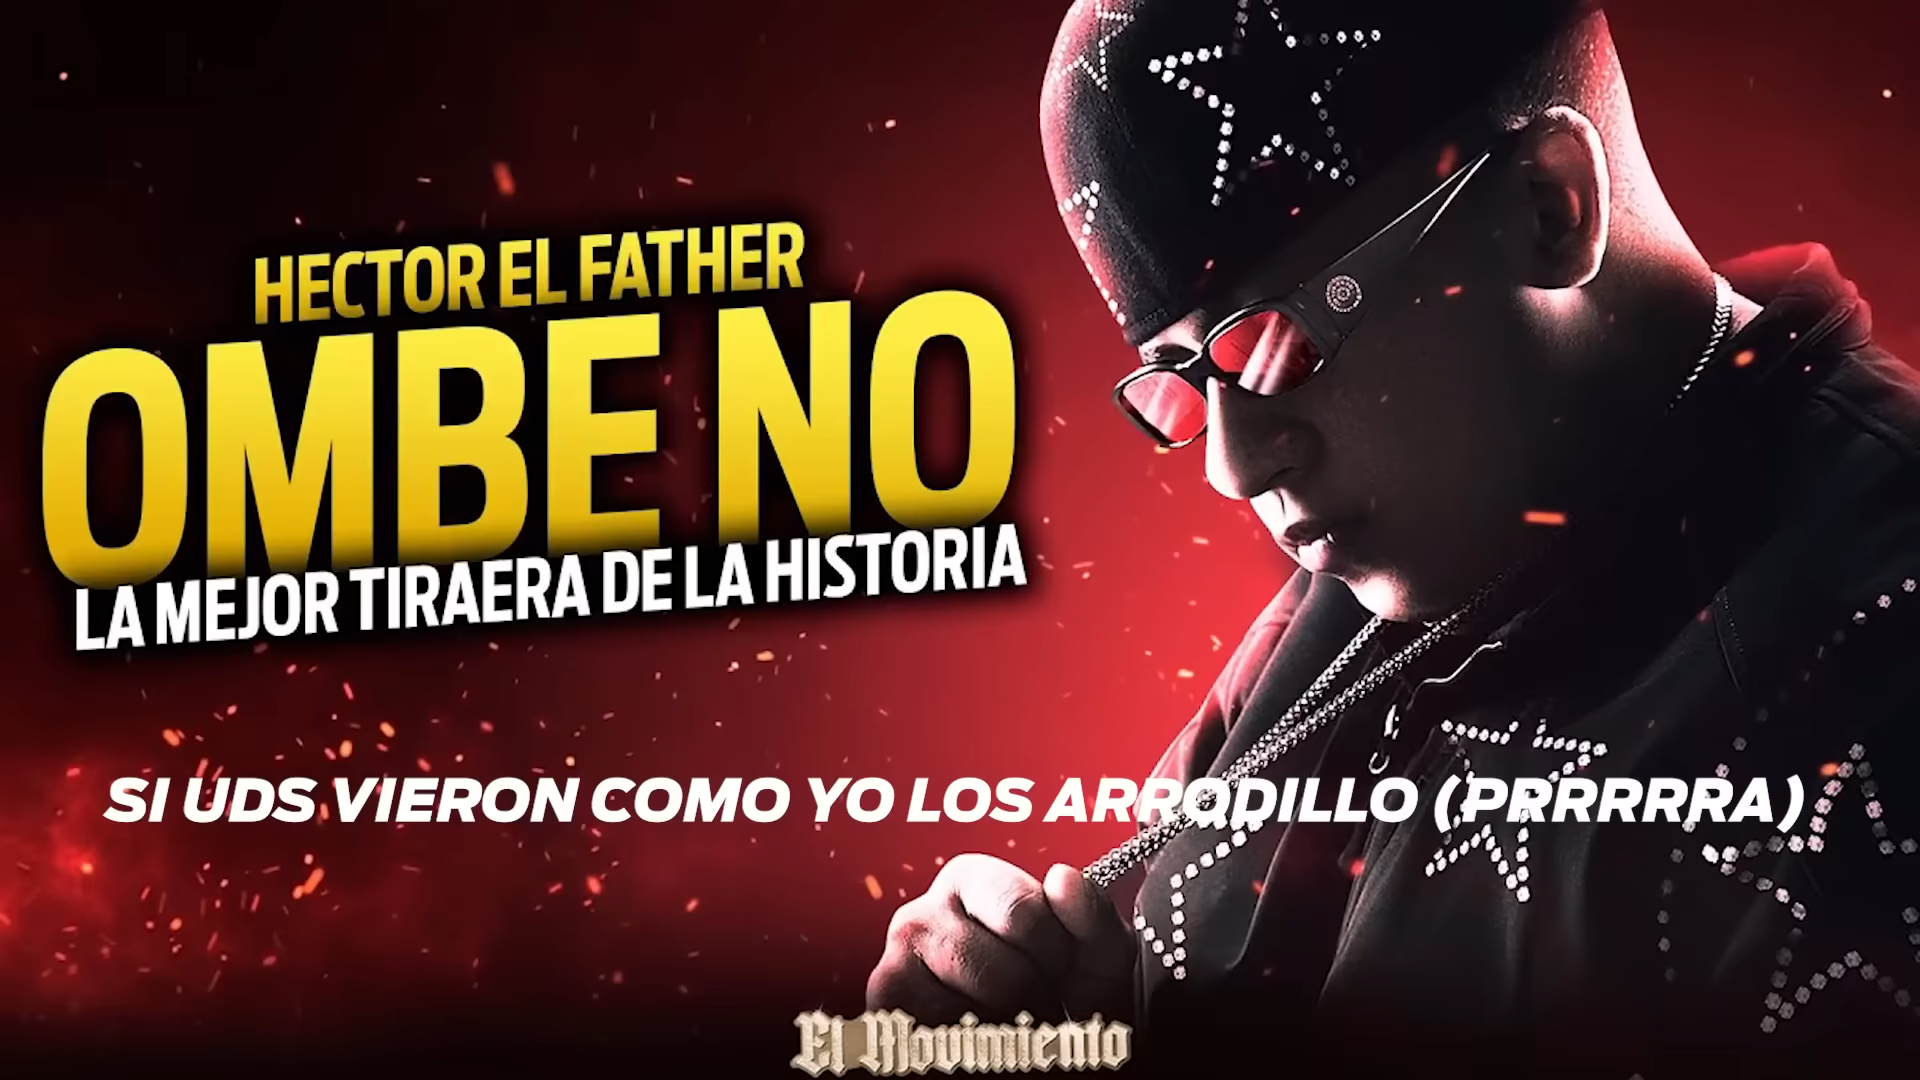 HECTOR EL FATHER
OMBE NO
LA MEJOR TIRAERA DE LA HISTORIA
SI UDS VIERON COMO YO LOS ARRODILLO (PRRRRRA)
El Movimiento